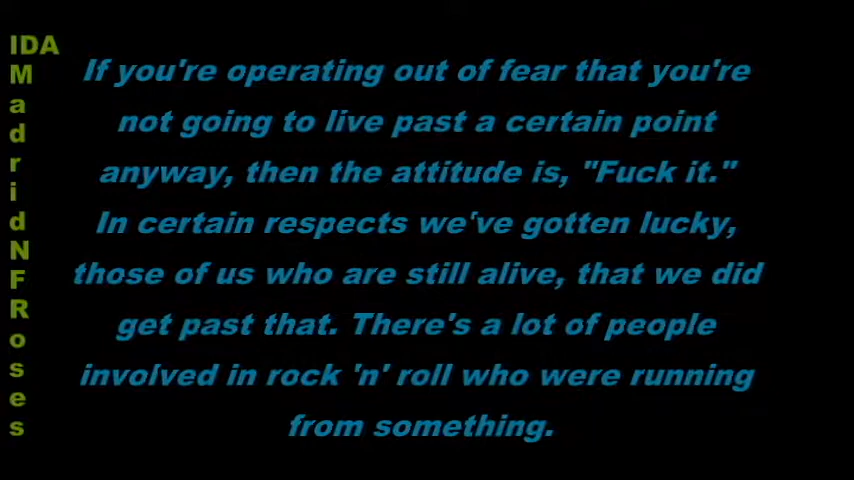 IDA
M
a
d
r
i
d
N
F
R
o
s
e
s
If you're operating out of fear that you're
not going to live past a certain point
anyway, then the attitude is, "Fuck it."
In certain respects we've gotten lucky,
those of us who are still alive, that we did
get past that. There's a lot of people
involved in rock 'n' roll who were running
from something.